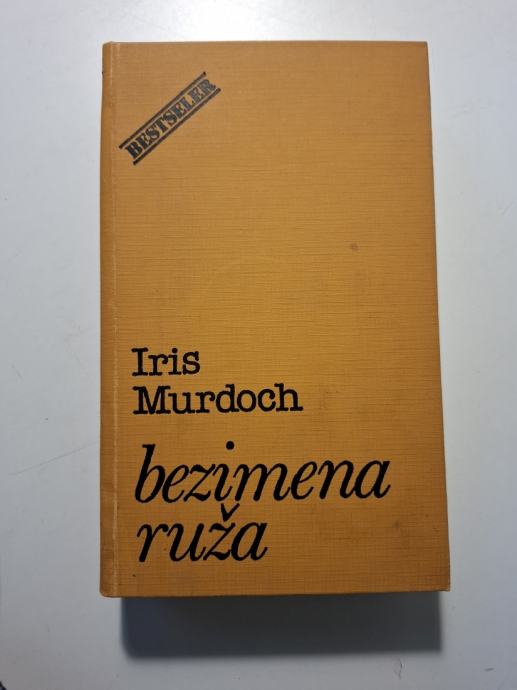 BESTSELER
Iris
Murdoch
bezimena
ruža